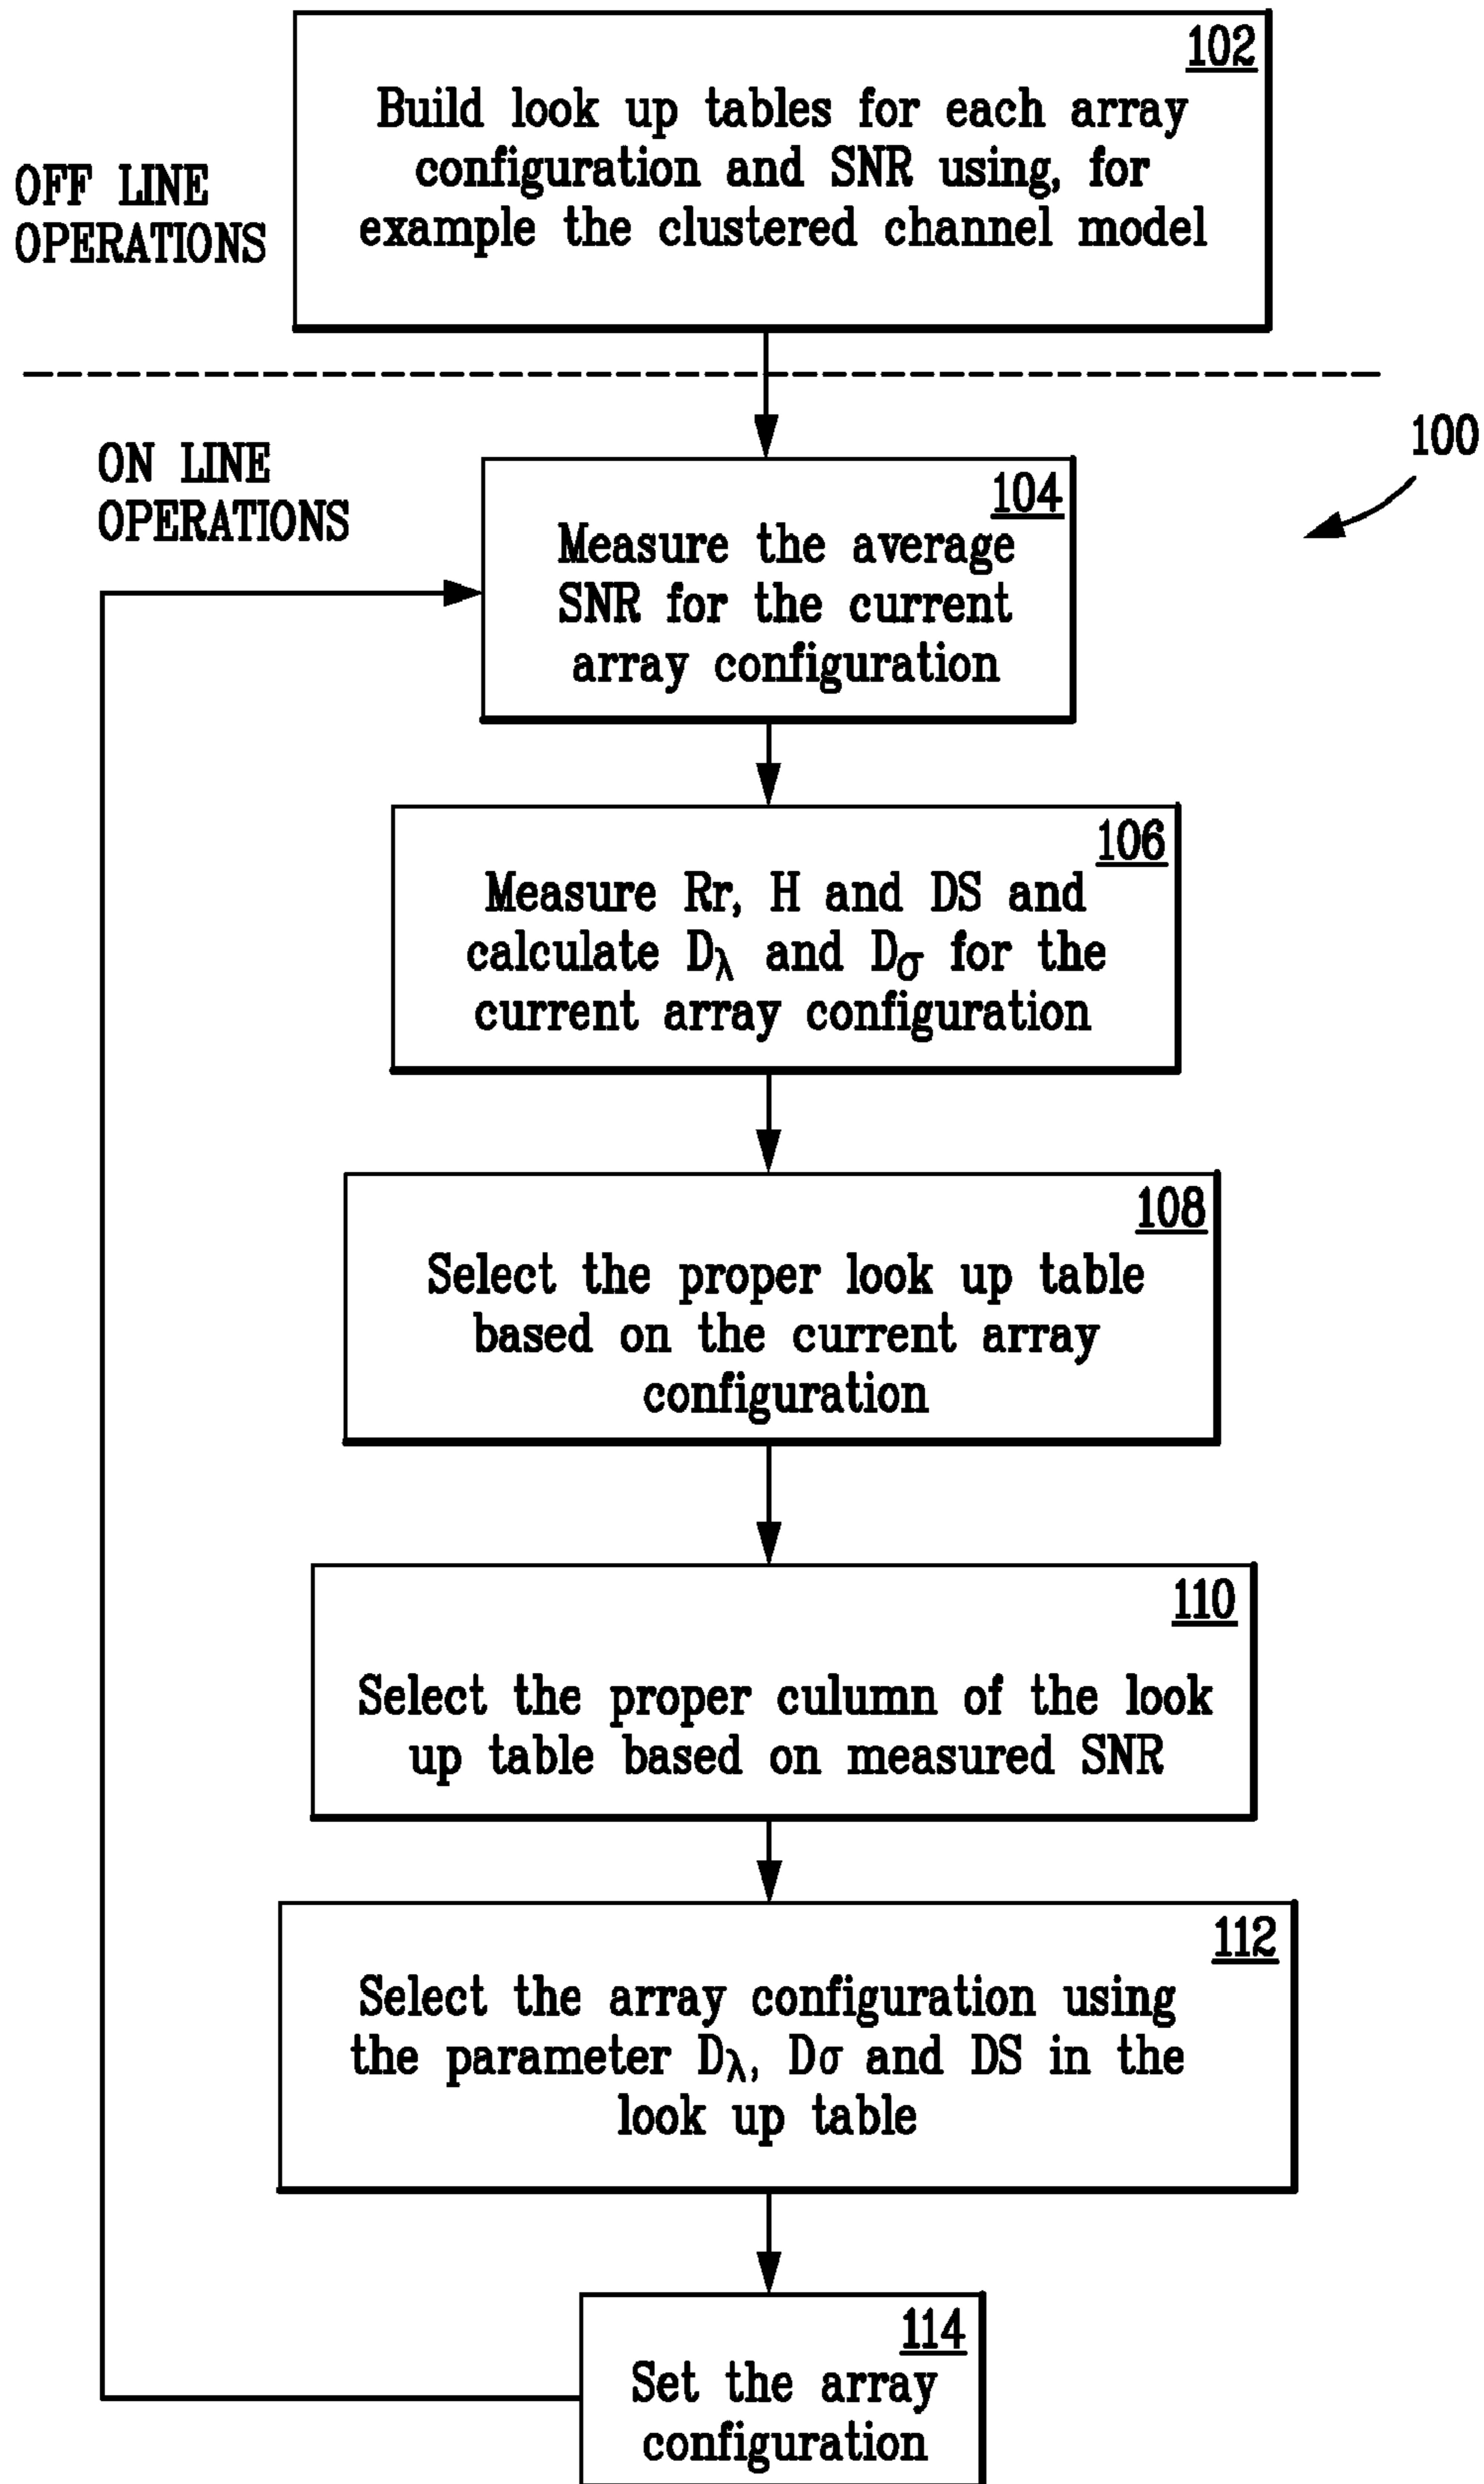 102
Build look up tables for each array
configuration and SNR using, for
example the clustered channel model
OFF LINE
OPERATIONS
ON LINE
OPERATIONS
100
104
Measure the average
SNR for the current
array configuration
106
Measure Rr, H and DS and
calculate Dλ and Dσ for the
current array configuration
108
Select the proper look up table
based on the current array
configuration
110
Select the proper culumn of the look
up table based on measured SNR
112
Select the array configuration using
the parameter Dλ, Dσ and DS in the
look up table
114
Set the array
configuration